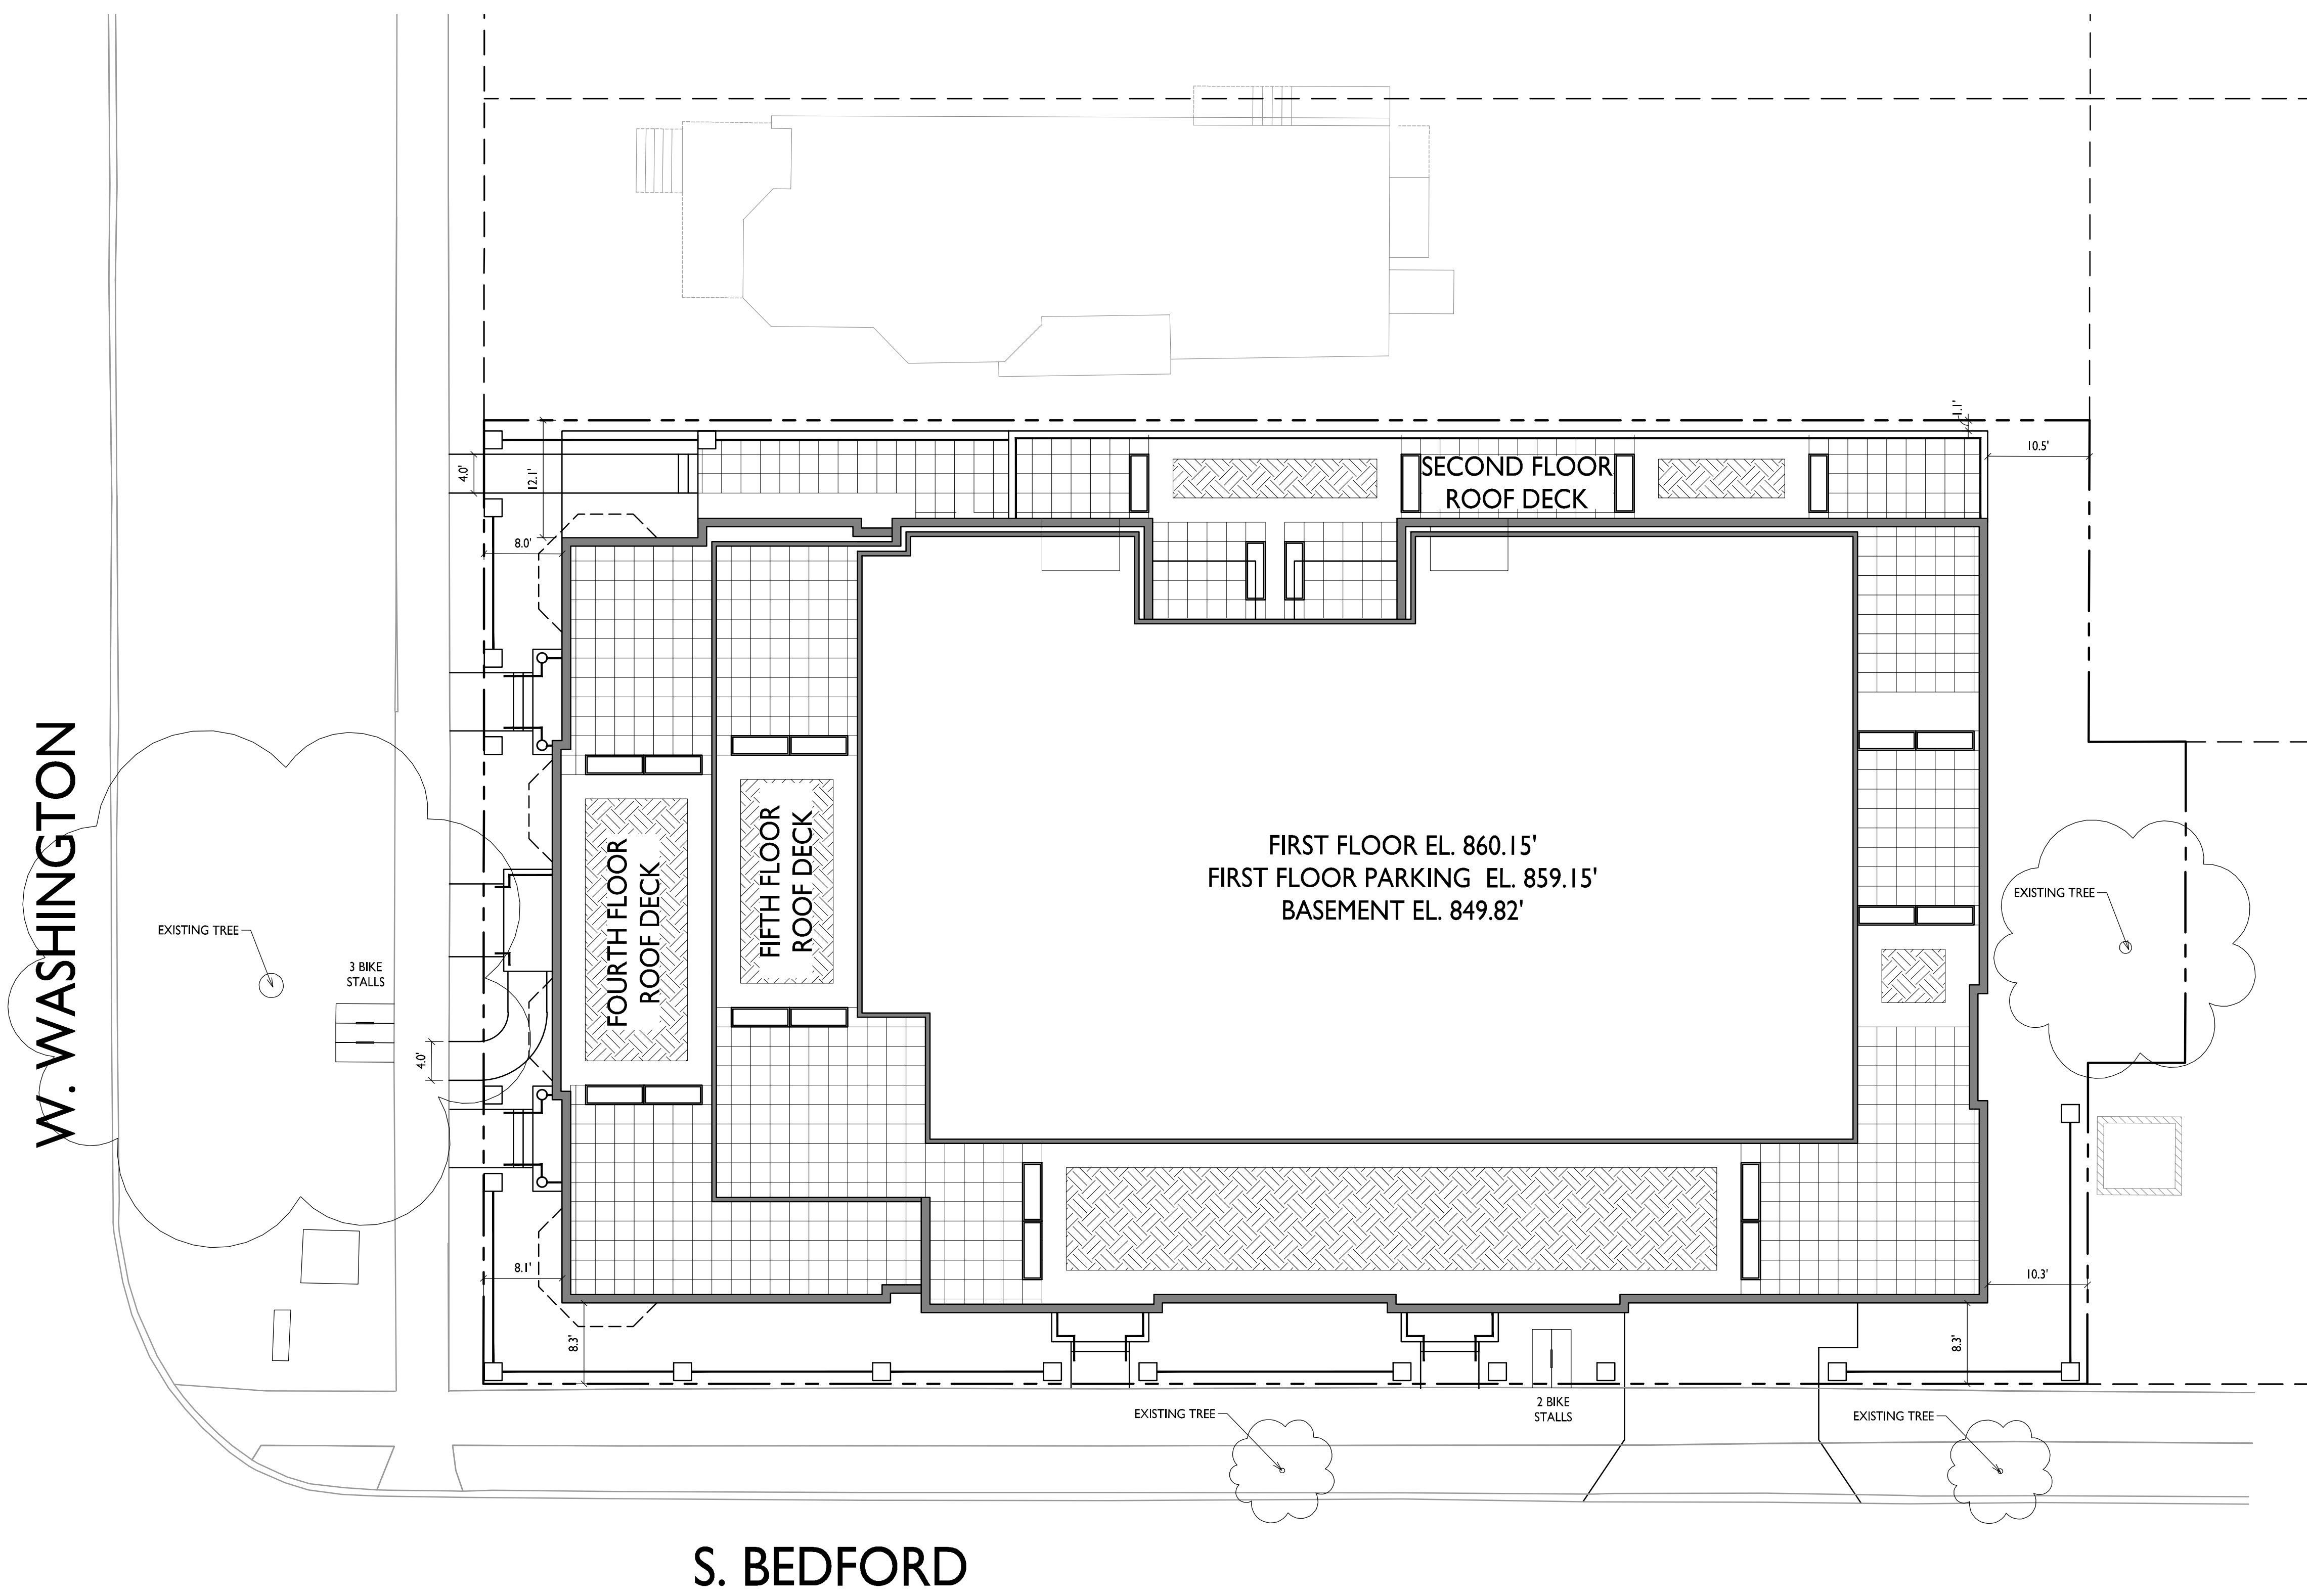 1.1'
10.5'
SECOND FLOOR
ROOF DECK
4.0'
12.1'
8.0'
W. WASHINGTON
FIRST FLOOR EL. 860.15'
FIRST FLOOR PARKING EL. 859.15'
BASEMENT EL. 849.82'
FOURTH FLOOR
ROOF DECK
FIFTH FLOOR
ROOF DECK
EXISTING TREE
EXISTING TREE
3 BIKE
STALLS
4.0'
8.1'
10.3'
8.3'
8.3'
EXISTING TREE
2 BIKE
STALLS
EXISTING TREE
S. BEDFORD